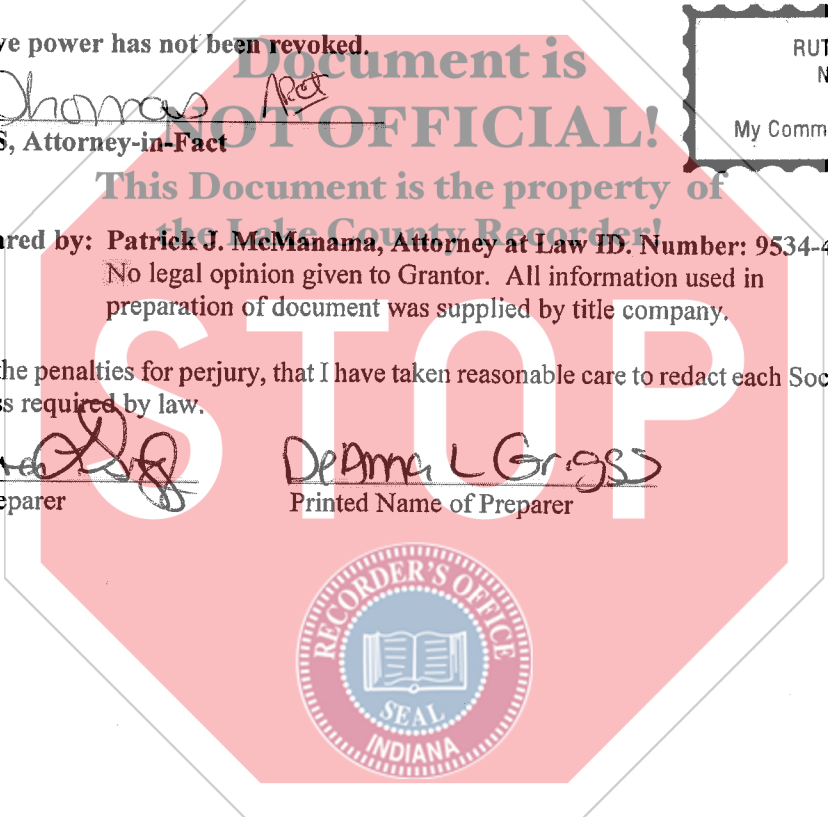 ve power has not been revoked.
Document is
Thomas
NOT OFFICIAL!
S, Attorney-in-Fact
RUT
N
My Comm
This Document is the property of
the Lake County Recorder!
ared by: Patrick J. McManama, Attorney at Law ID. Number: 9534-4
No legal opinion given to Grantor. All information used in
preparation of document was supplied by title company.
STOP
the penalties for perjury, that I have taken reasonable care to redact each Soc
ss required by law.
DeAnna L Griggs
eparer
Printed Name of Preparer
RECORDER'S OFFICE
SEAL
INDIANA